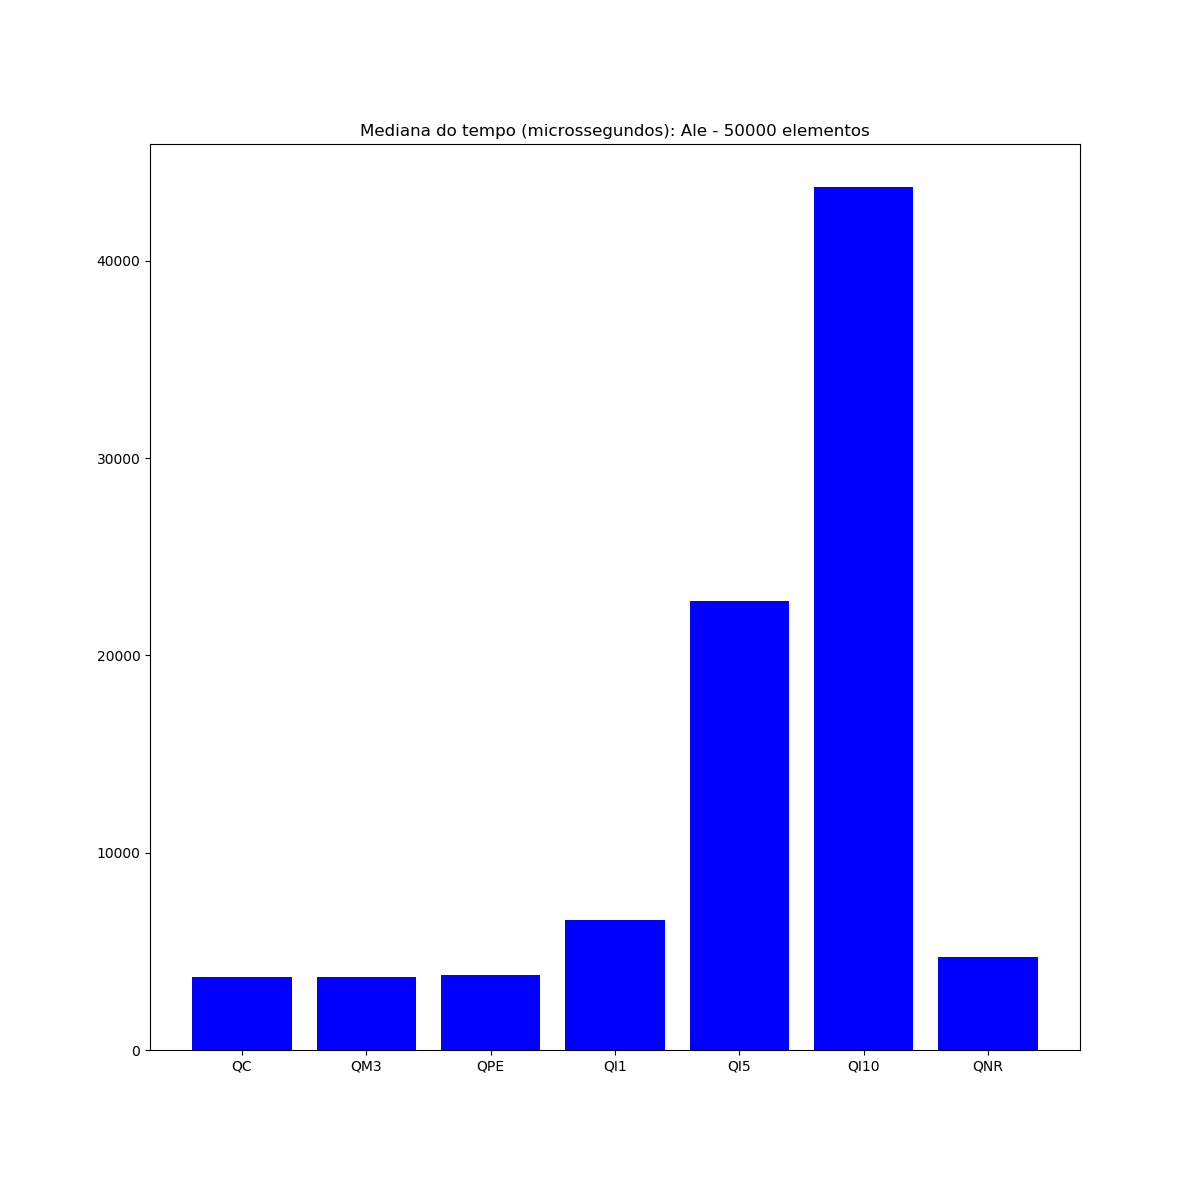 Mediana do tempo (microssegundos): Ale - 50000 elementos
40000
30000
20000
10000
0
QC QM3 QPE QI1 QI5 QI10 QNR